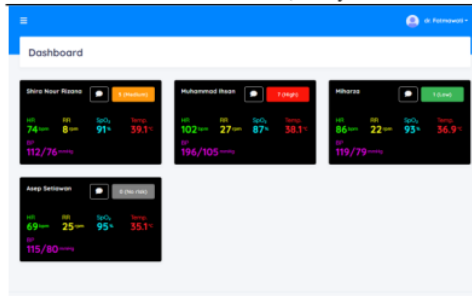 dr. Fatmawati
Dashboard
Shira Nour Rizana
5 (Medium)
HR RR SpO₂ Temp.
74 bpm 8 rpm 91% 39.1°C
BP
112/76 mmHg
Muhammad Ihsan
7 (High)
HR RR SpO₂ Temp.
102 bpm 27 rpm 87% 38.1°C
BP
196/105 mmHg
Miharza
1 (Low)
HR RR SpO₂ Temp.
86 bpm 22 rpm 93% 36.9°C
BP
119/79 mmHg
Asep Setiawan
0 (No risk)
HR RR SpO₂ Temp.
69 bpm 25 rpm 95% 35.1°C
BP
115/80 mmHg